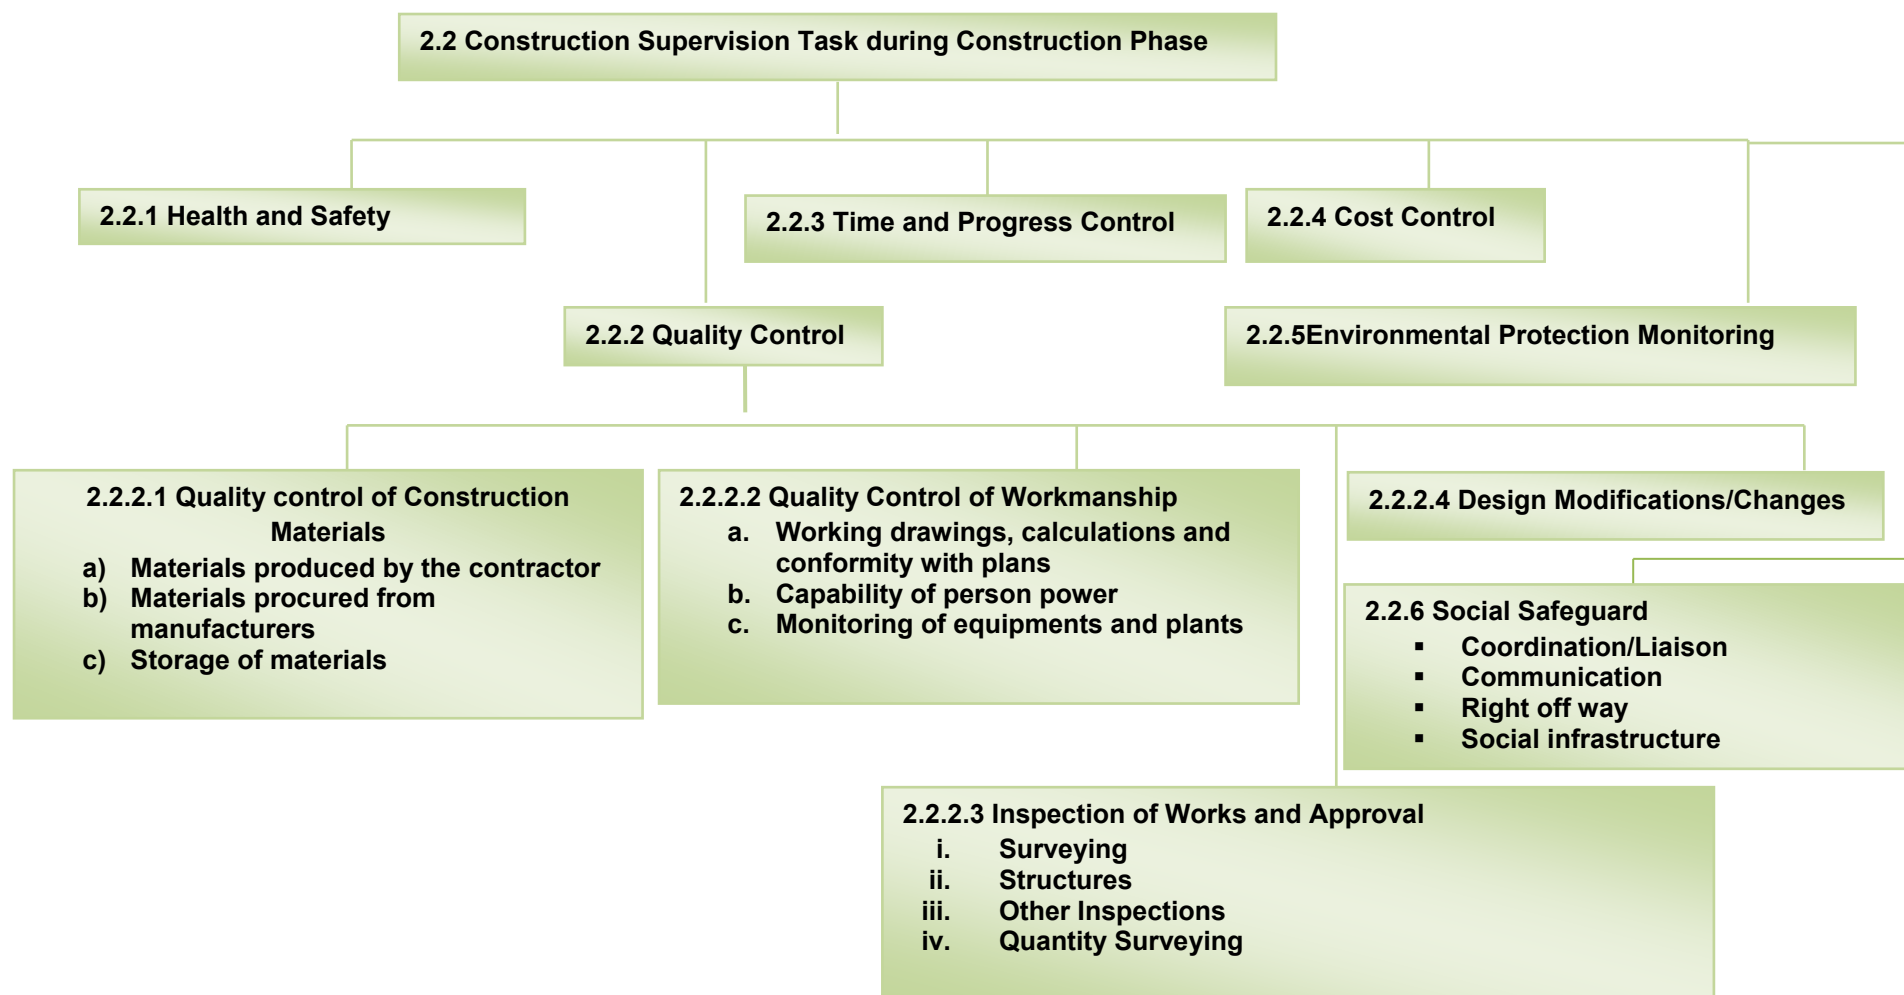 2.2 Construction Supervision Task during Construction Phase
2.2.1 Health and Safety
2.2.3 Time and Progress Control
2.2.4 Cost Control
2.2.2 Quality Control
2.2.5Environmental Protection Monitoring
2.2.2.1 Quality control of Construction
Materials
a) Materials produced by the contractor
b) Materials procured from
manufacturers
c) Storage of materials
2.2.2.2 Quality Control of Workmanship
a. Working drawings, calculations and
conformity with plans
b. Capability of person power
c. Monitoring of equipments and plants
2.2.2.4 Design Modifications/Changes
2.2.6 Social Safeguard
▪ Coordination/Liaison
▪ Communication
▪ Right off way
▪ Social infrastructure
2.2.2.3 Inspection of Works and Approval
i. Surveying
ii. Structures
iii. Other Inspections
iv. Quantity Surveying